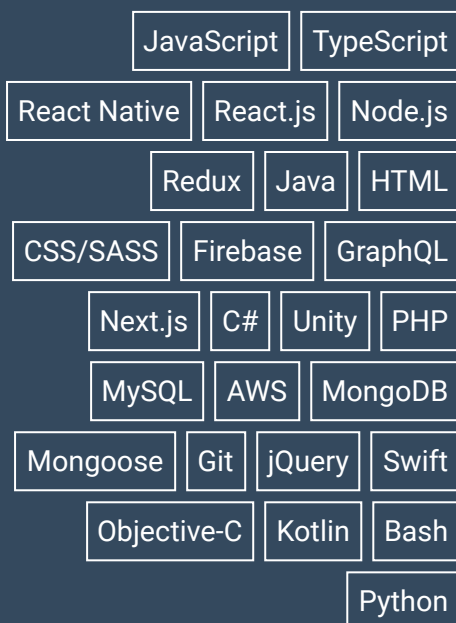 JavaScript TypeScript
React Native React.js Node.js
Redux Java HTML
CSS/SASS Firebase GraphQL
Next.js C# Unity PHP
MySQL AWS MongoDB
Mongoose Git jQuery Swift
Objective-C Kotlin Bash
Python